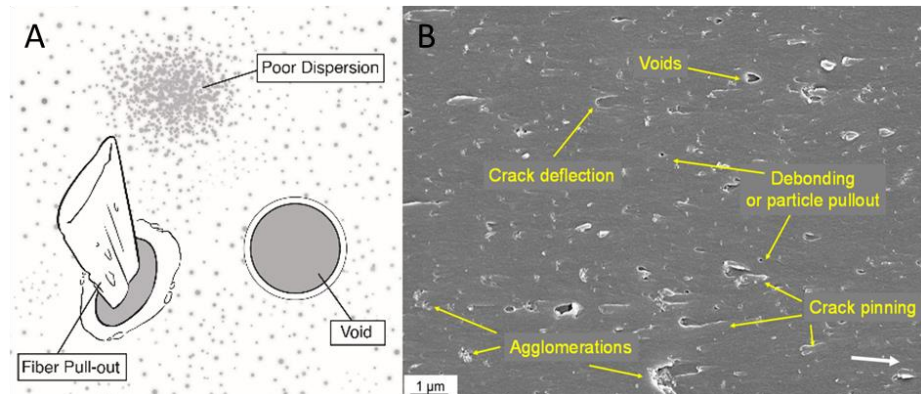 A
Poor Dispersion
Fiber Pull-out
Void
B
Voids
Crack deflection
Debonding
or particle pullout
Crack pinning
Agglomerations
1 µm